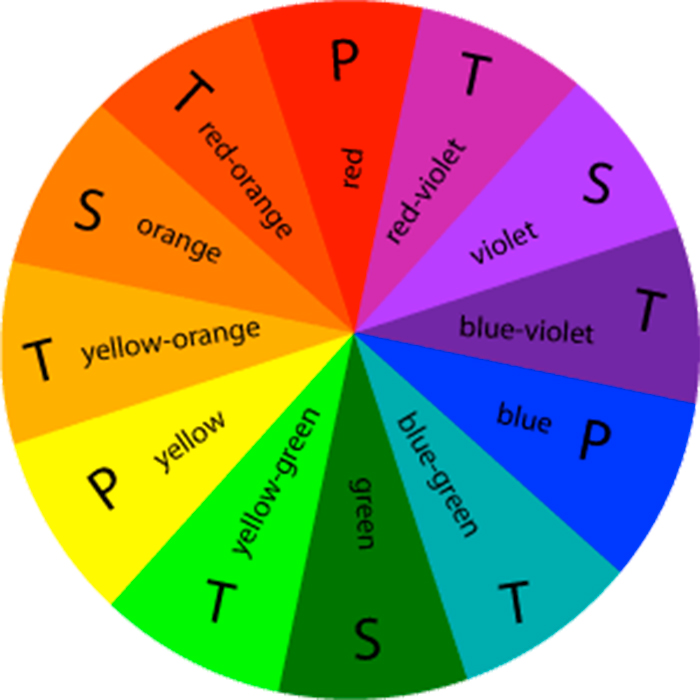 P
red
T
red-violet
S
violet
T
blue-violet
P
blue
T
blue-green
S
green
T
yellow-green
P
yellow
T
yellow-orange
S
orange
T
red-orange